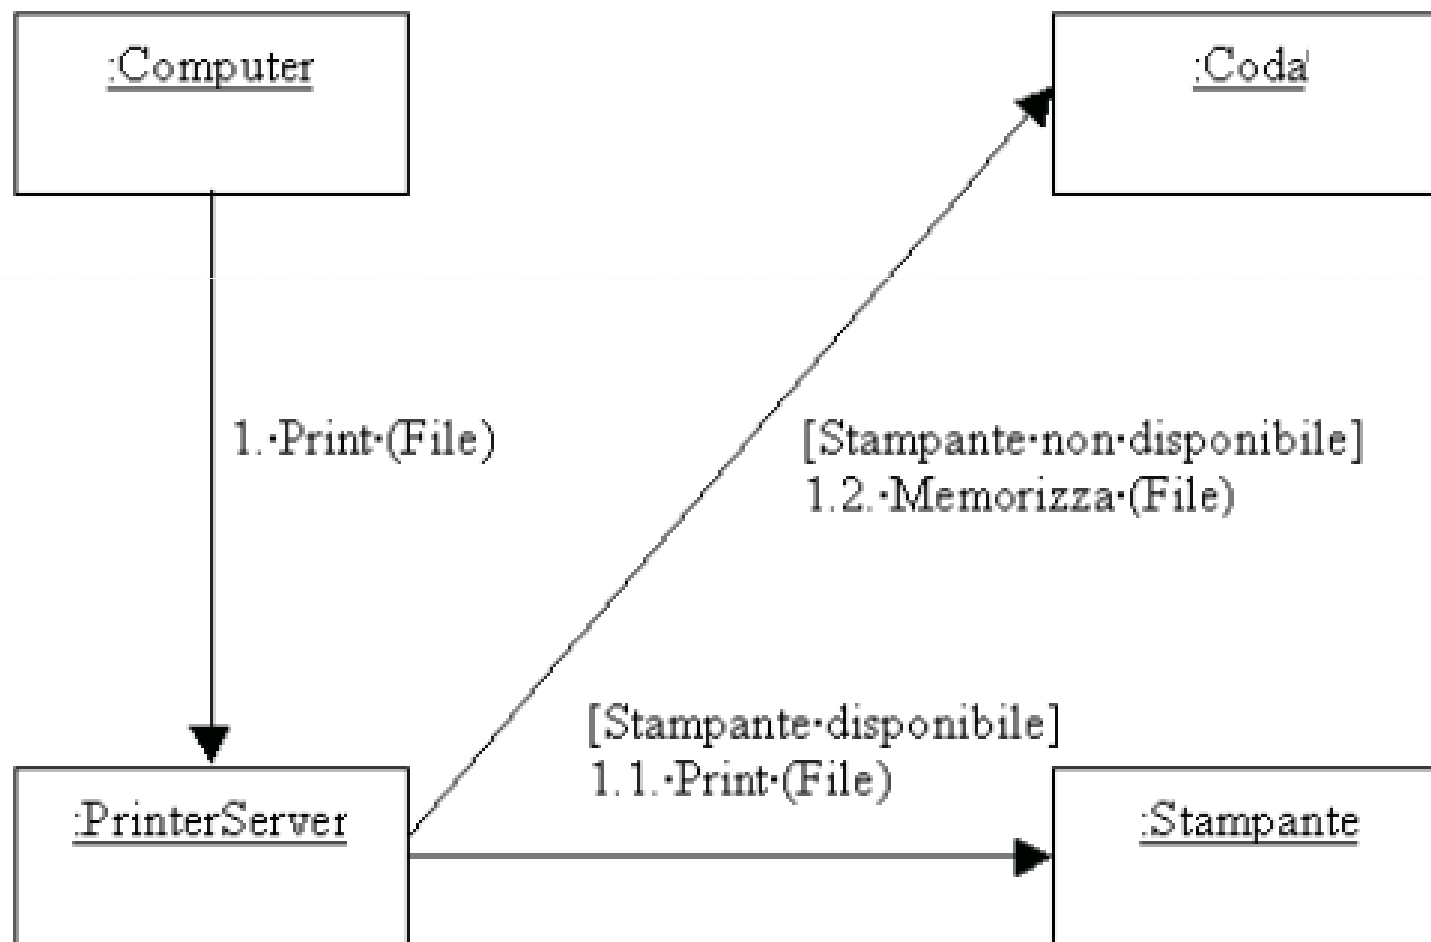 :Computer
:Coda
1.·Print·(File)
[Stampante·non·disponibile]
1.2.·Memorizza·(File)
[Stampante·disponibile]
1.1.·Print·(File)
:PrinterServer
:Stampante